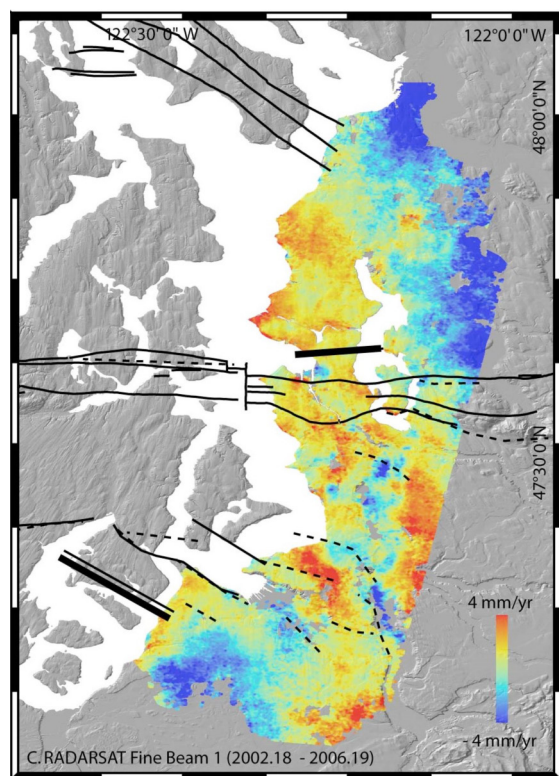 122°30'0"W
122°0'0"W
48°00'0"N
47°30'0"N
4 mm/yr
- 4 mm/yr
C. RADARSAT Fine Beam 1 (2002.18 - 2006.19)